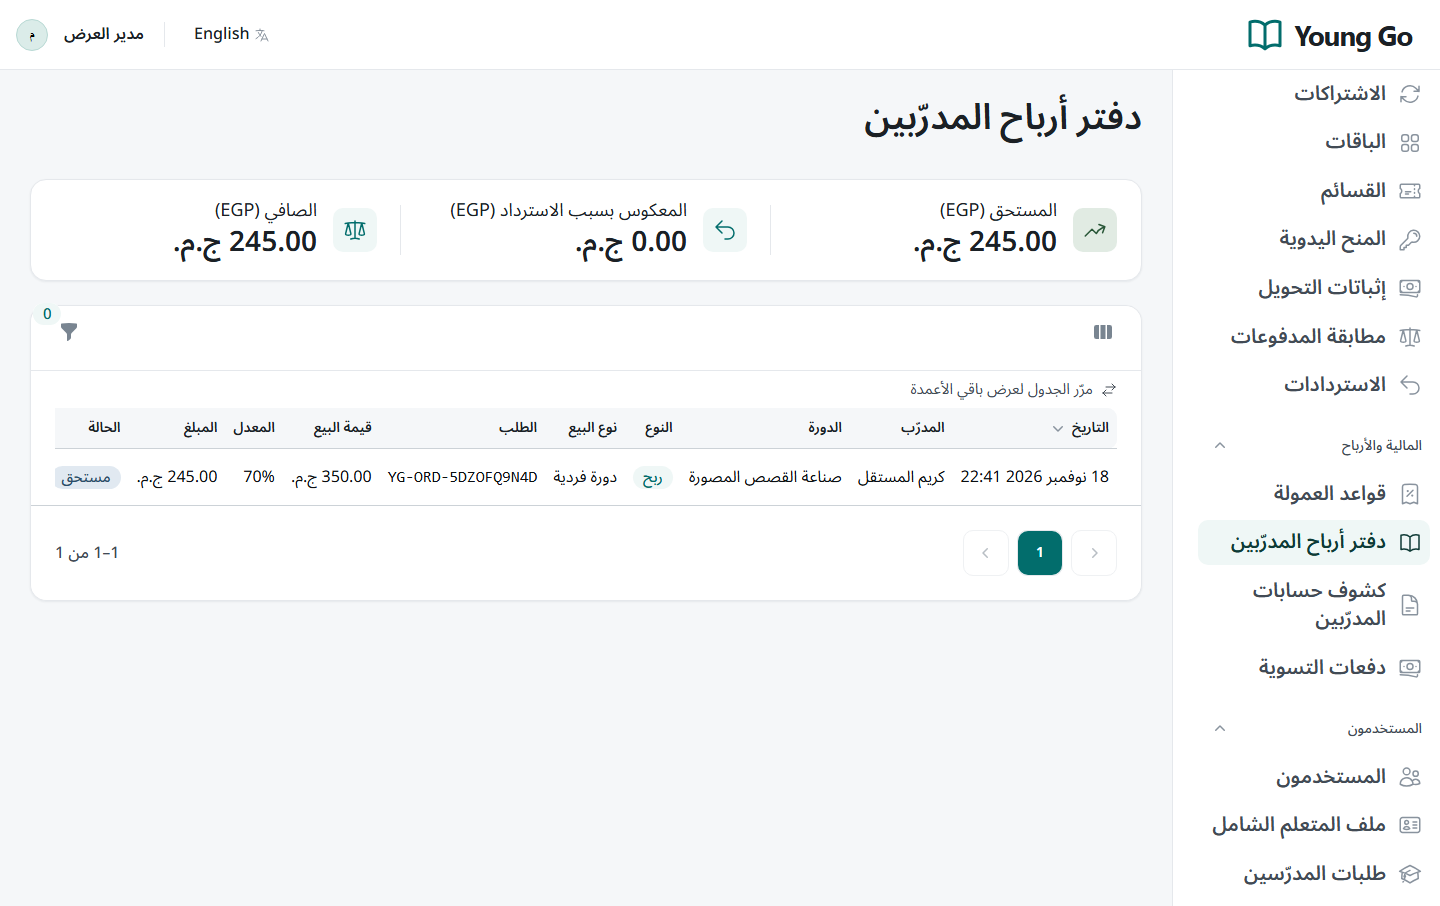 Young Go
English
مدير العرض
م
الاشتراكات
الباقات
القسائم
المنح اليدوية
إثباتات التحويل
مطابقة المدفوعات
الاستردادات
المالية والأرباح
قواعد العمولة
دفتر أرباح المدرّبين
كشوف حسابات
المدرّبين
دفعات التسوية
المستخدمون
المستخدمون
ملف المتعلم الشامل
طلبات المدرّسين
دفتر أرباح المدرّبين
المستحق (EGP)
245.00 ج.م.
المعكوس بسبب الاسترداد (EGP)
0.00 ج.م.
الصافي (EGP)
245.00 ج.م.
0
مرّر الجدول لعرض باقي الأعمدة
التاريخ المدرّب الدورة النوع نوع البيع الطلب قيمة البيع المعدل المبلغ الحالة
18 نوفمبر 2026 22:41 كريم المستقل صناعة القصص المصورة ربح دورة فردية YG-ORD-5DZOFQ9N4D 350.00 ج.م. 70% 245.00 ج.م. مستحق
1
1–1 من 1